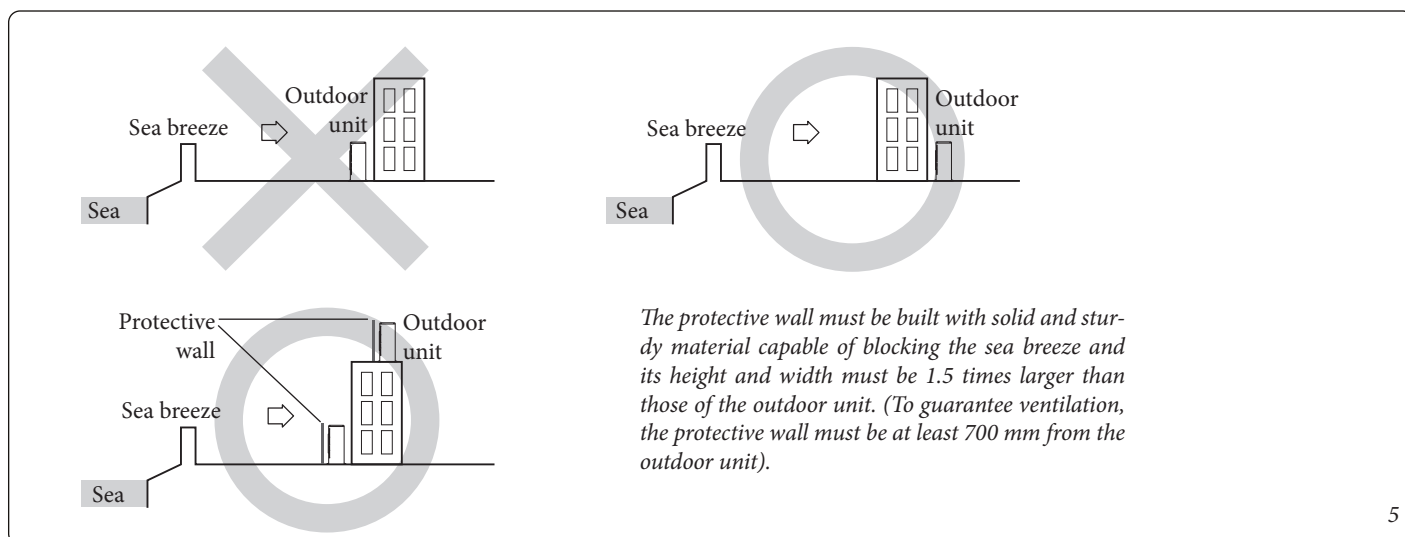 Outdoor
unit
Sea breeze
Sea
Outdoor
unit
Sea breeze
Sea
Protective
wall
Outdoor
unit
Sea breeze
Sea
The protective wall must be built with solid and stur-
dy material capable of blocking the sea breeze and
its height and width must be 1.5 times larger than
those of the outdoor unit. (To guarantee ventilation,
the protective wall must be at least 700 mm from the
outdoor unit).
5